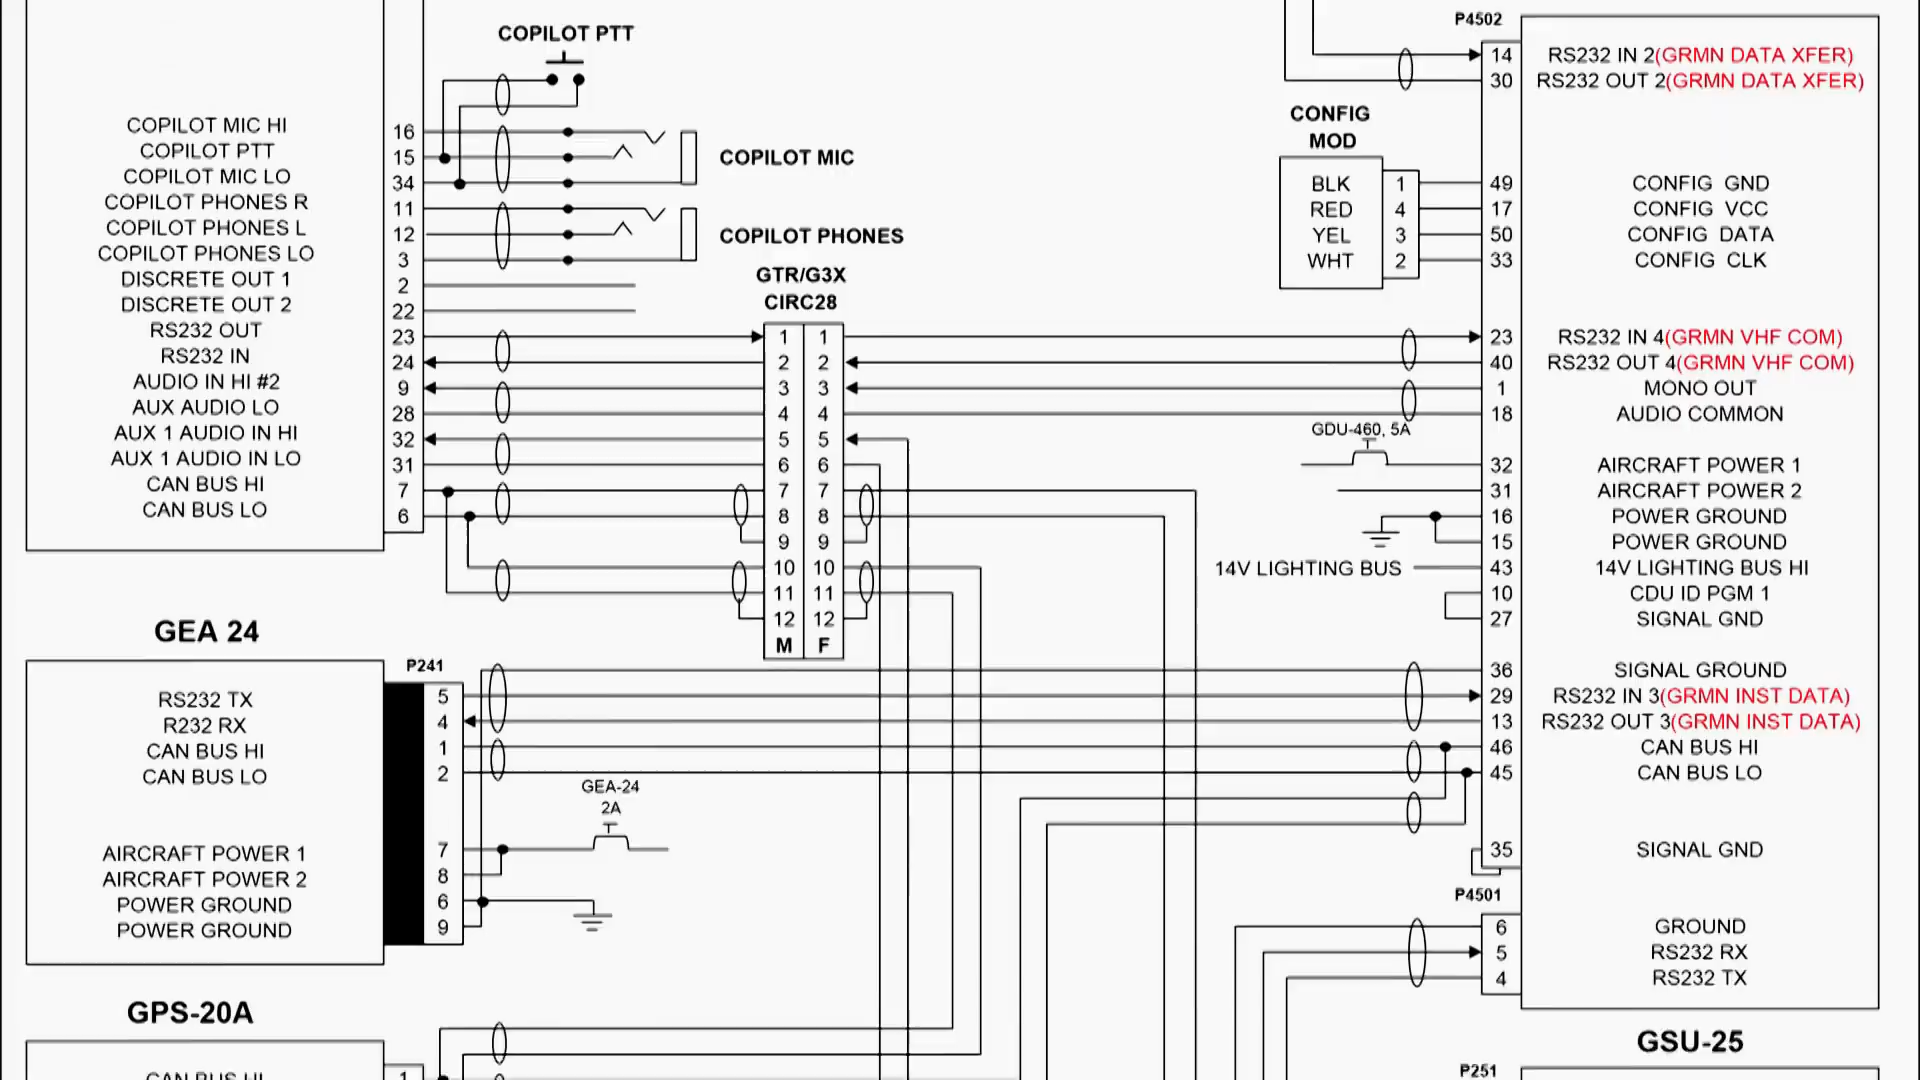 COPILOT PTT
COPILOT MIC HI 16
COPILOT PTT 15
COPILOT MIC LO 34
COPILOT MIC
COPILOT PHONES R 11
COPILOT PHONES L 12
COPILOT PHONES LO 3
COPILOT PHONES
DISCRETE OUT 1 2
DISCRETE OUT 2 22
RS232 OUT 23
RS232 IN 24
AUDIO IN HI #2 9
AUX AUDIO LO 28
AUX 1 AUDIO IN HI 32
AUX 1 AUDIO IN LO 31
CAN BUS HI 7
CAN BUS LO 6
GTR/G3X
CIRC28
1 1
2 2
3 3
4 4
5 5
6 6
7 7
8 8
9 9
10 10
11 11
12 12
M F
GEA 24
P241
RS232 TX 5
R232 RX 4
CAN BUS HI 1
CAN BUS LO 2
GEA-24
2A
AIRCRAFT POWER 1 7
AIRCRAFT POWER 2 8
POWER GROUND 6
POWER GROUND 9
GPS-20A
CAN BUS HI 1
P4502
14 RS232 IN 2(GRMN DATA XFER)
30 RS232 OUT 2(GRMN DATA XFER)
CONFIG
MOD
BLK 1
RED 4
YEL 3
WHT 2
49 CONFIG GND
17 CONFIG VCC
50 CONFIG DATA
33 CONFIG CLK
23 RS232 IN 4(GRMN VHF COM)
40 RS232 OUT 4(GRMN VHF COM)
1 MONO OUT
18 AUDIO COMMON
GDU-460, 5A
32 AIRCRAFT POWER 1
31 AIRCRAFT POWER 2
16 POWER GROUND
15 POWER GROUND
14V LIGHTING BUS 43 14V LIGHTING BUS HI
10 CDU ID PGM 1
27 SIGNAL GND
36 SIGNAL GROUND
29 RS232 IN 3(GRMN INST DATA)
13 RS232 OUT 3(GRMN INST DATA)
46 CAN BUS HI
45 CAN BUS LO
35 SIGNAL GND
P4501
6 GROUND
5 RS232 RX
4 RS232 TX
GSU-25
P251